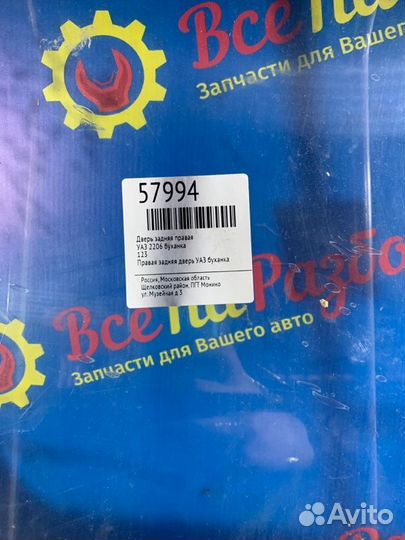 Все На
Запчасти для Вашего
57994
Дверь задняя правая
УАЗ 2206 буханка
123
Правая задняя дверь УАЗ буханка
Россия, Московская область
Щелковский район, ПГТ Монино
ул. Музейная д 3
Все На Разбо
Запчасти для Вашего авто
Avito